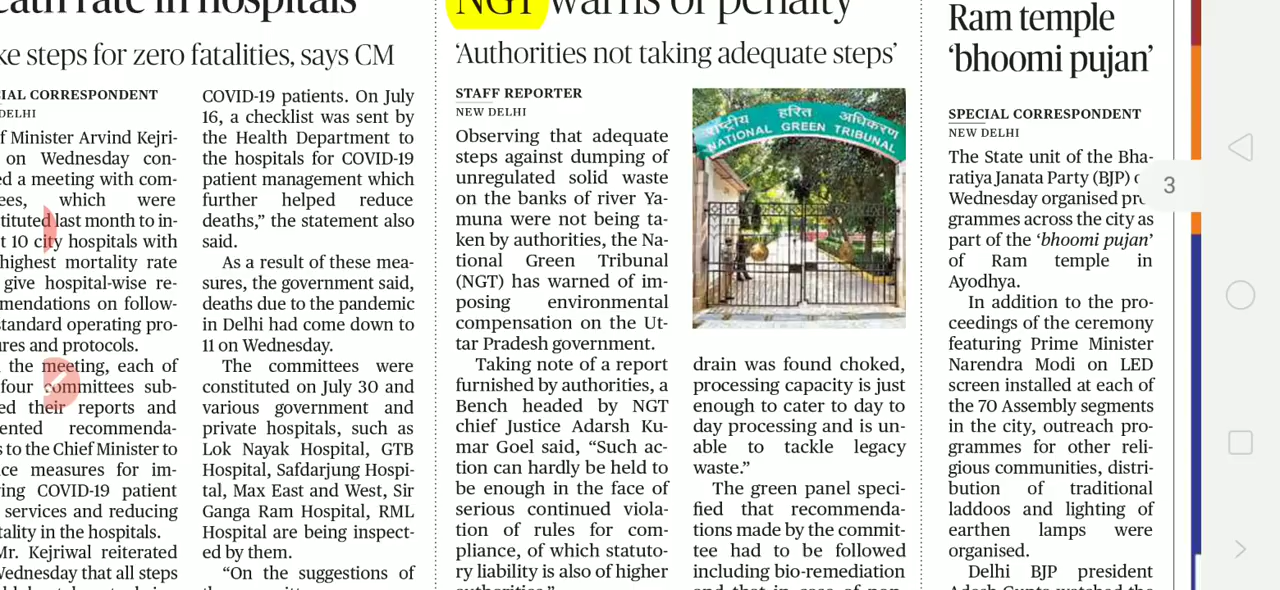 death rate in hospitals
steps for zero fatalities, says CM
CORRESPONDENT
DELHI
Minister Arvind Kejri-
on Wednesday con-
a meeting with com-
which were
last month to in-
10 city hospitals with
highest mortality rate
give hospital-wise re-
on follow-
standard operating pro-
and protocols.
the meeting, each of
four committees sub-
their reports and
recommenda-
to the Chief Minister to
measures for im-
COVID-19 patient
services and reducing
in the hospitals.
Mr. Kejriwal reiterated
Wednesday that all steps
COVID-19 patients. On July
16, a checklist was sent by
the Health Department to
the hospitals for COVID-19
patient management which
further helped reduce
deaths,” the statement also
said.
As a result of these mea-
sures, the government said,
deaths due to the pandemic
in Delhi had come down to
11 on Wednesday.
The committees were
constituted on July 30 and
various government and
private hospitals, such as
Lok Nayak Hospital, GTB
Hospital, Safdarjung Hospi-
tal, Max East and West, Sir
Ganga Ram Hospital, RML
Hospital are being inspect-
ed by them.
“On the suggestions of
NGT warns of penalty
‘Authorities not taking adequate steps’
STAFF REPORTER
NEW DELHI
Observing that adequate
steps against dumping of
unregulated solid waste
on the banks of river Ya-
muna were not being ta-
ken by authorities, the Na-
tional Green Tribunal
(NGT) has warned of im-
posing environmental
compensation on the Ut-
tar Pradesh government.
Taking note of a report
furnished by authorities, a
Bench headed by NGT
chief Justice Adarsh Ku-
mar Goel said, “Such ac-
tion can hardly be held to
be enough in the face of
serious continued viola-
tion of rules for com-
pliance, of which statuto-
ry liability is also of higher
authorities.”
राष्ट्रीय हरित अधिकरण
NATIONAL GREEN TRIBUNAL
drain was found choked,
processing capacity is just
enough to cater to day to
day processing and is un-
able to tackle legacy
waste.”
The green panel speci-
fied that recommenda-
tions made by the commit-
tee had to be followed
including bio-remediation
and that in case of non-
Ram temple
‘bhoomi pujan’
SPECIAL CORRESPONDENT
NEW DELHI
The State unit of the Bha-
ratiya Janata Party (BJP)
Wednesday organised pro-
grammes across the city as
part of the ‘bhoomi pujan’
of Ram temple in
Ayodhya.
In addition to the pro-
ceedings of the ceremony
featuring Prime Minister
Narendra Modi on LED
screen installed at each of
the 70 Assembly segments
in the city, outreach pro-
grammes for other reli-
gious communities, distri-
bution of traditional
laddoos and lighting of
earthen lamps were
organised.
Delhi BJP president
Adesh Gupta watched the
3